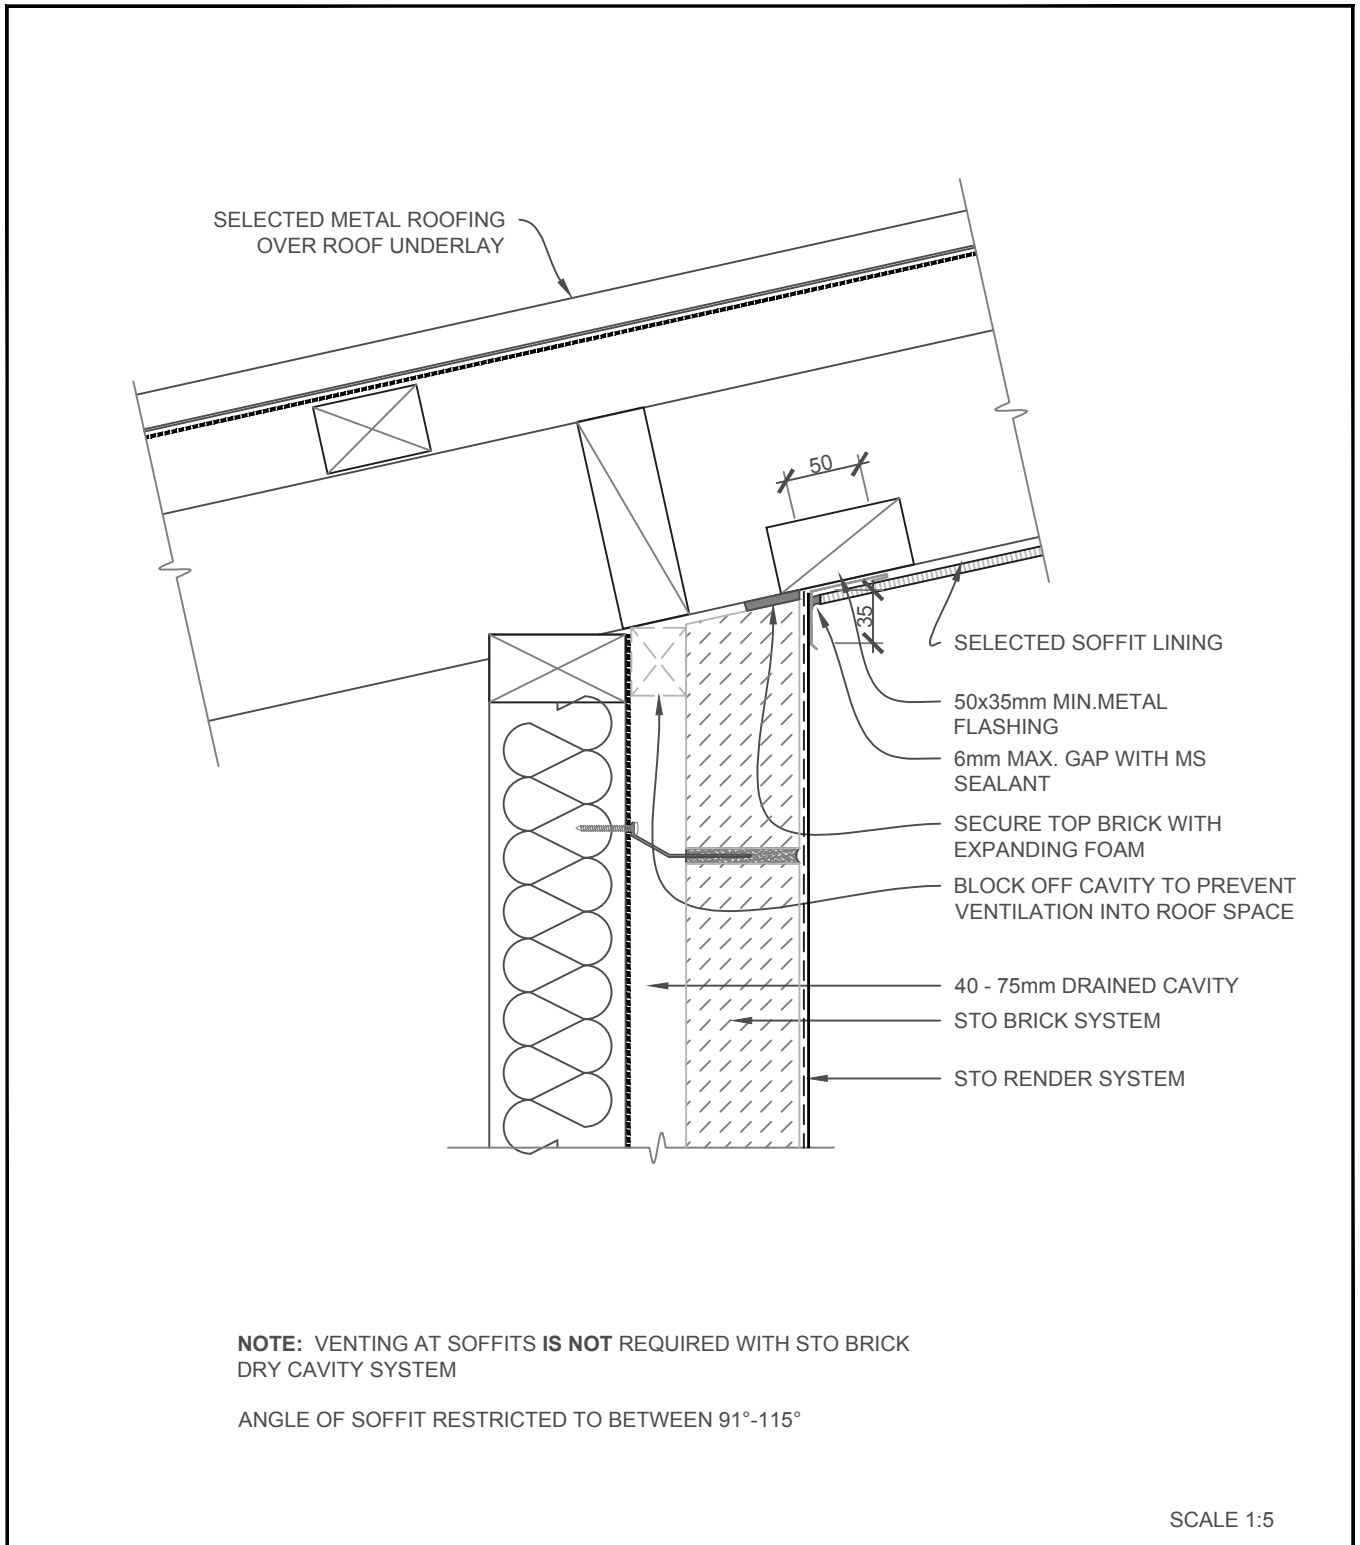 SELECTED METAL ROOFING
OVER ROOF UNDERLAY
50
35
SELECTED SOFFIT LINING
50x35mm MIN.METAL
FLASHING
6mm MAX. GAP WITH MS
SEALANT
SECURE TOP BRICK WITH
EXPANDING FOAM
BLOCK OFF CAVITY TO PREVENT
VENTILATION INTO ROOF SPACE
40 - 75mm DRAINED CAVITY
STO BRICK SYSTEM
STO RENDER SYSTEM
NOTE: VENTING AT SOFFITS IS NOT REQUIRED WITH STO BRICK
DRY CAVITY SYSTEM
ANGLE OF SOFFIT RESTRICTED TO BETWEEN 91°-115°
SCALE 1:5